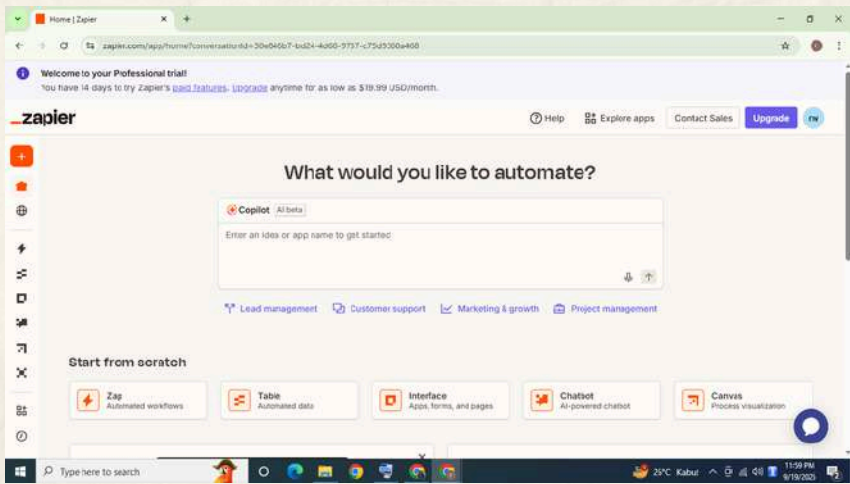 Home | Zapier
Welcome to your Professional trial!
You have 14 days to try Zapier's paid features. Upgrade anytime for as low as $19.99 USD/month.
_zapier
Help
Explore apps
Contact Sales
Upgrade
What would you like to automate?
Copilot
AI beta
Enter an idea or app name to get started
Lead management
Customer support
Marketing & growth
Project management
Start from scratch
Zap
Automated workflows
Table
Automated data
Interface
Apps, forms, and pages
Chatbot
AI-powered chatbot
Canvas
Process visualization
Type here to search
25°C Kabut
11:59 PM
9/19/2025